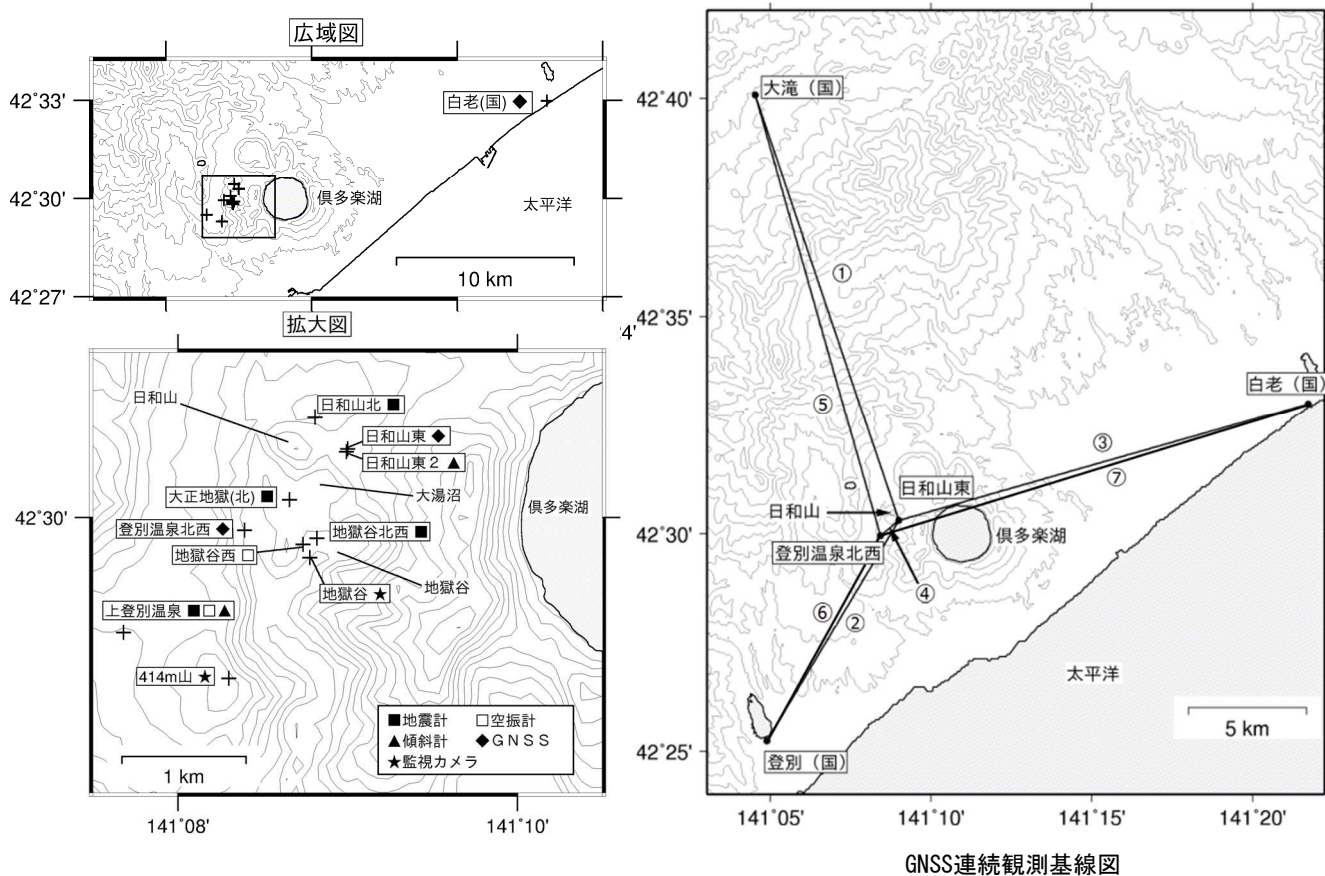 広域図
42˚33'
42˚30'
42˚27'
白老(国) ◆
倶多楽湖
太平洋
10 km
4'
拡大図
日和山
日和山北 ■
日和山東 ◆
日和山東２ ▲
大正地獄(北) ■
大湯沼
倶多楽湖
42˚30'
登別温泉北西 ◆
地獄谷北西 ■
地獄谷西 □
地獄谷
地獄谷 ★
上登別温泉 ■□▲
414m山 ★
■地震計 □空振計
▲傾斜計 ◆ＧＮＳＳ
★監視カメラ
1 km
141˚08' 141˚10'
大滝（国）
42˚40'
①
42˚35'
白老（国）
⑤
③
⑦
日和山東
日和山
42˚30'
倶多楽湖
登別温泉北西
④
⑥
②
太平洋
5 km
42˚25'
登別（国）
141˚05' 141˚10' 141˚15' 141˚20'
GNSS連続観測基線図